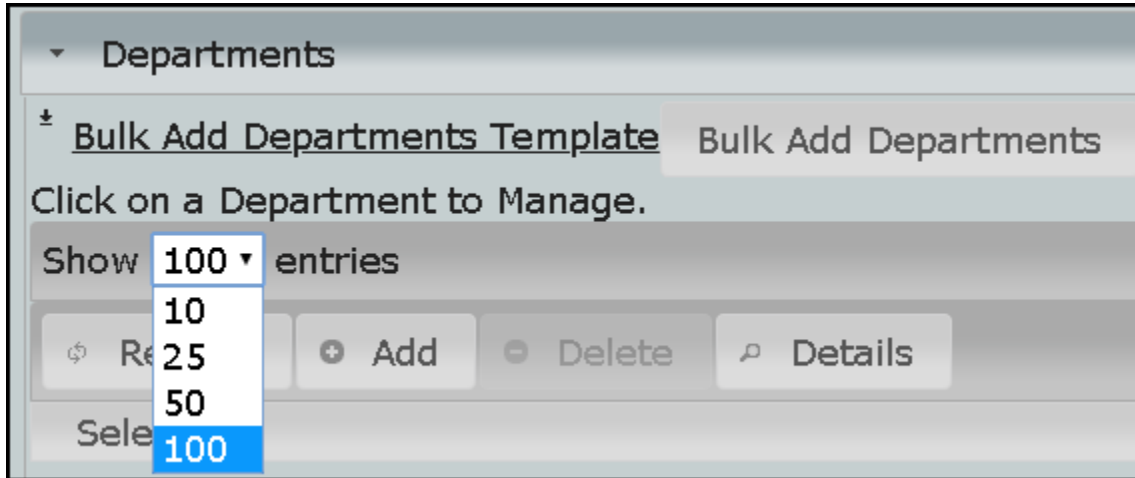 Departments
Bulk Add Departments Template Bulk Add Departments
Click on a Department to Manage.
Show 100 entries
10
25
50
100
Add Delete Details